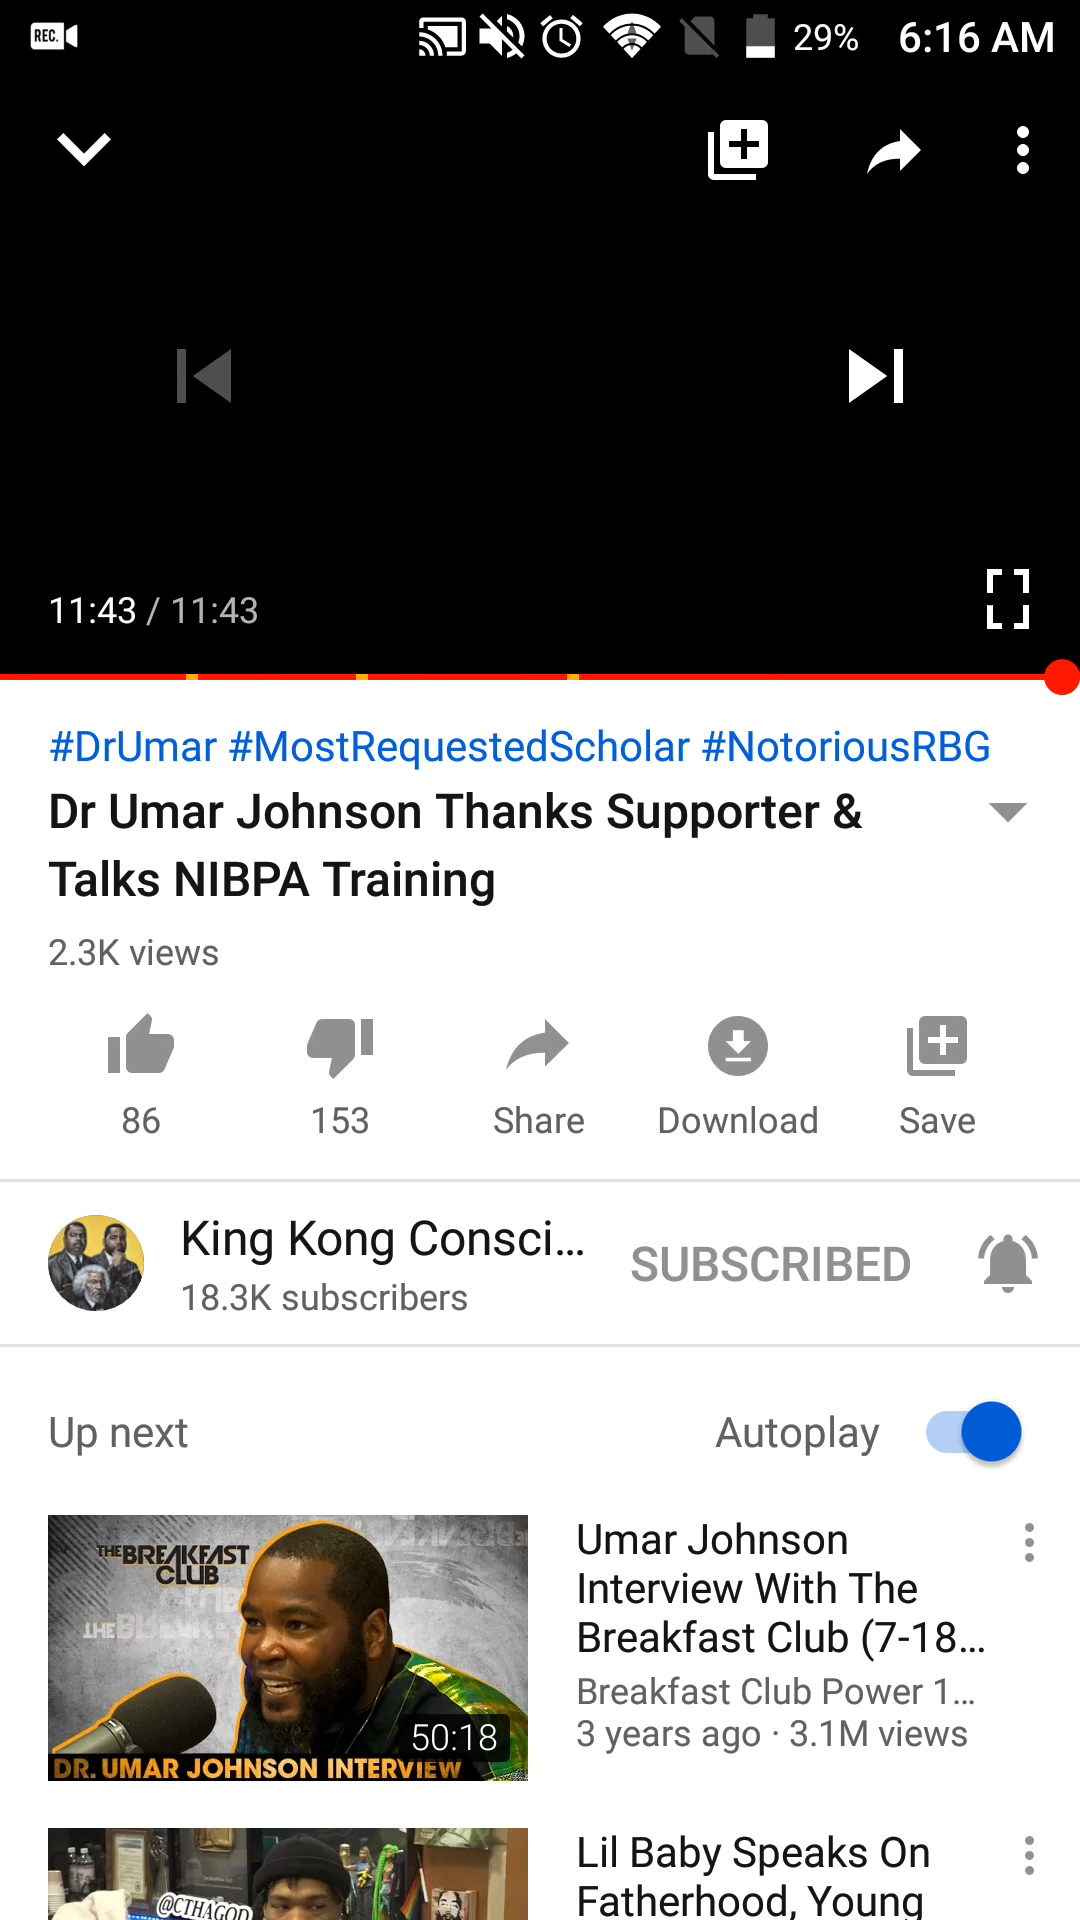 REC.
29%
6:16 AM
11:43 / 11:43
#DrUmar #MostRequestedScholar #NotoriousRBG
Dr Umar Johnson Thanks Supporter &
Talks NIBPA Training
2.3K views
86
153
Share
Download
Save
King Kong Consci...
18.3K subscribers
SUBSCRIBED
Up next
Autoplay
THE BREAKFAST
CLUB
50:18
DR. UMAR JOHNSON INTERVIEW
Umar Johnson
Interview With The
Breakfast Club (7-18...
Breakfast Club Power 1...
3 years ago · 3.1M views
@CTHAGOD
Lil Baby Speaks On
Fatherhood, Young